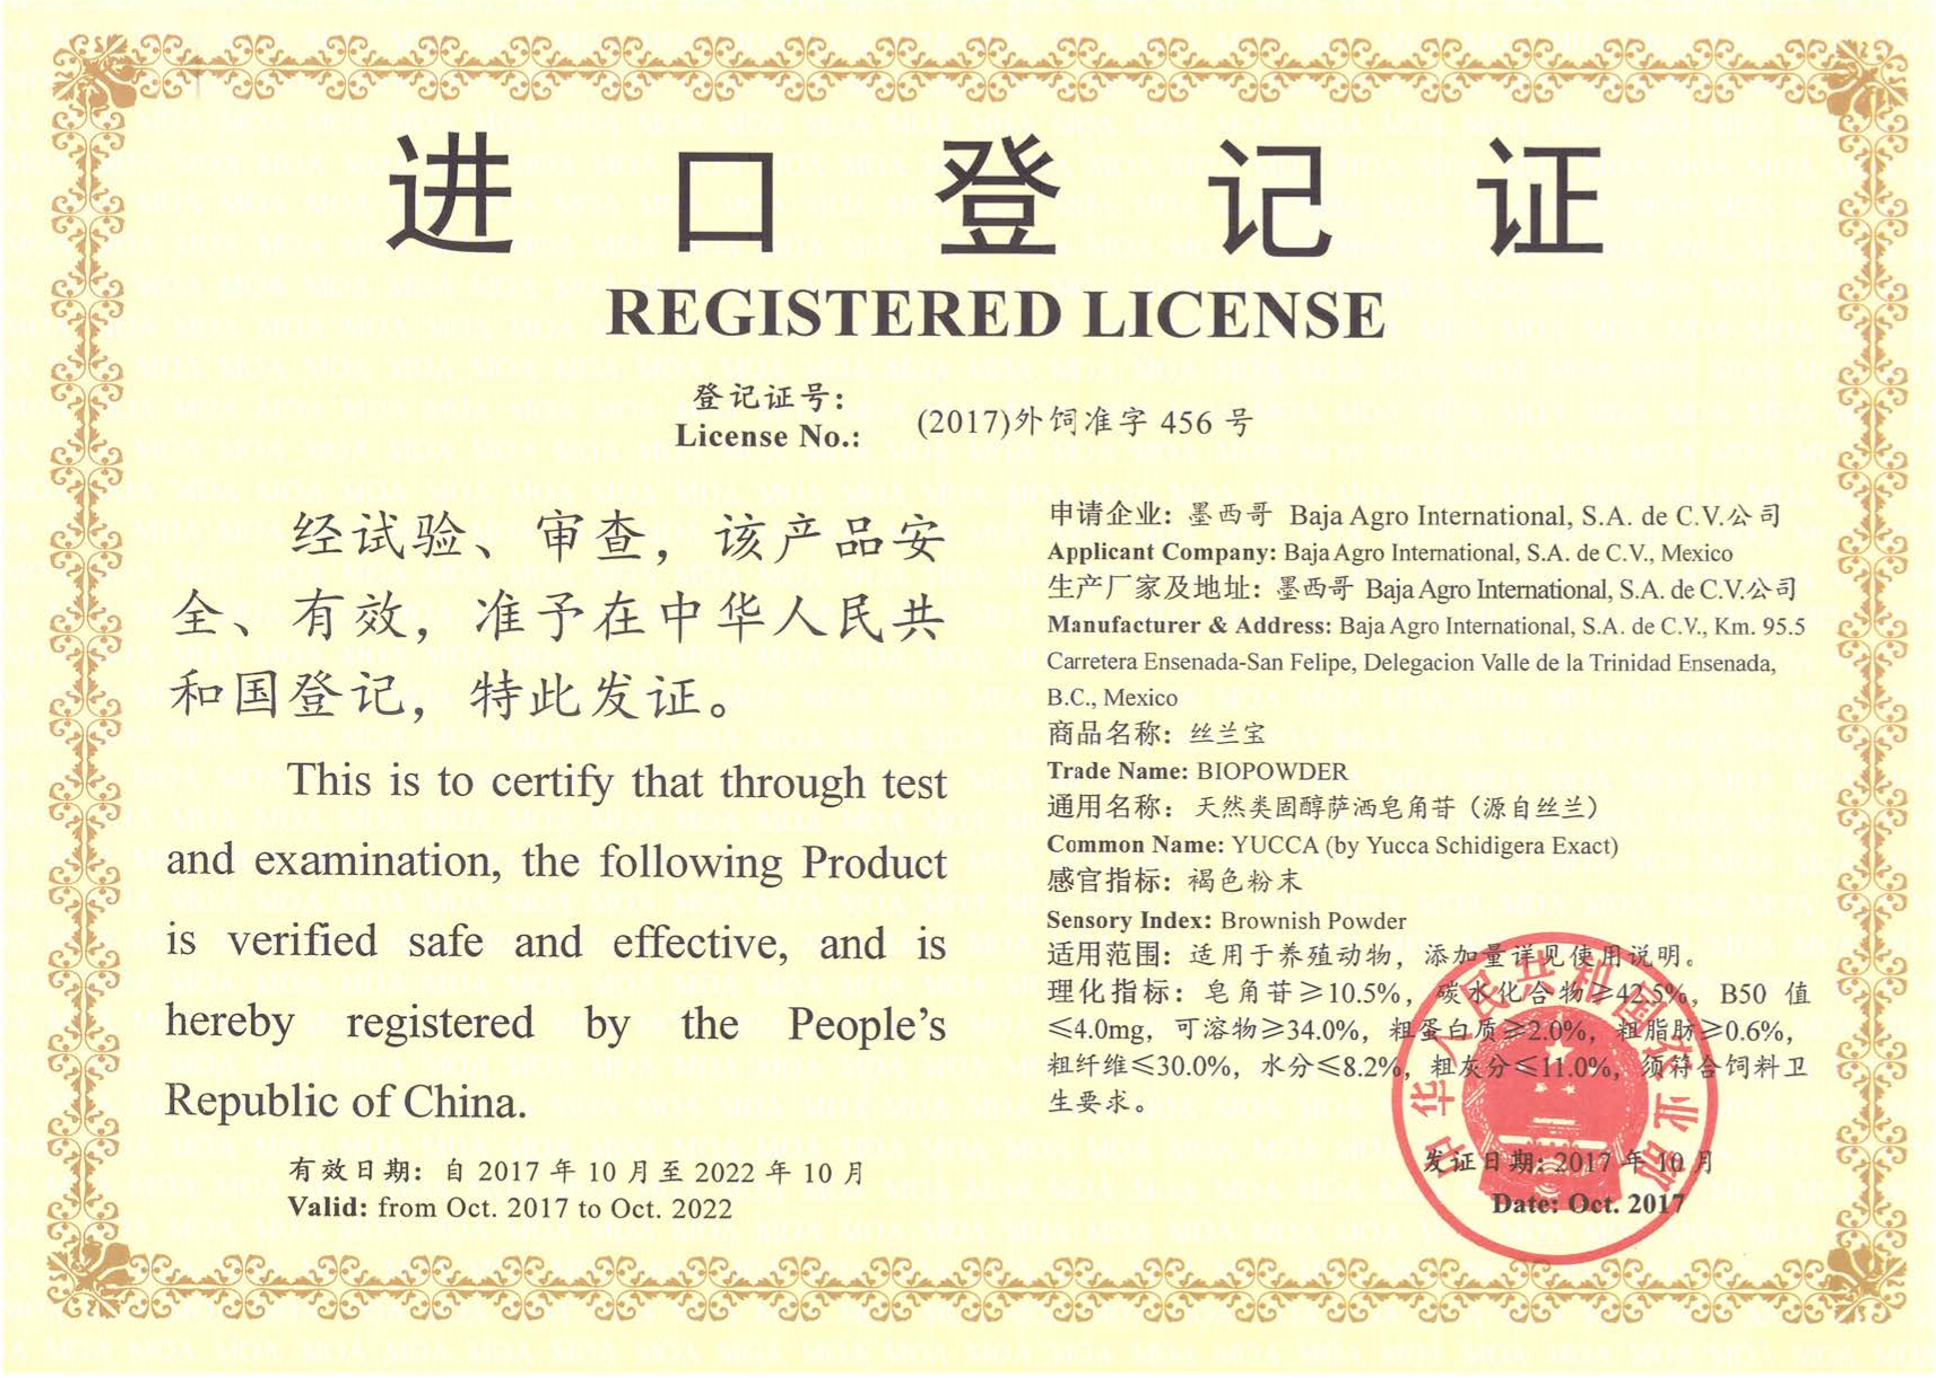 进口登记证
REGISTERED LICENSE
登记证号：
License No.:
(2017)外饲准字 456 号
经试验、审查，该产品安
全、有效，准予在中华人民共
和国登记，特此发证。
This is to certify that through test
and examination, the following Product
is verified safe and effective, and is
hereby registered by the People's
Republic of China.
有效日期：自 2017 年 10 月至 2022 年 10 月
Valid: from Oct. 2017 to Oct. 2022
申请企业：墨西哥 Baja Agro International, S.A. de C.V.公司
Applicant Company: Baja Agro International, S.A. de C.V., Mexico
生产厂家及地址：墨西哥 Baja Agro International, S.A. de C.V.公司
Manufacturer & Address: Baja Agro International, S.A. de C.V., Km. 95.5
Carretera Ensenada-San Felipe, Delegacion Valle de la Trinidad Ensenada,
B.C., Mexico
商品名称：丝兰宝
Trade Name: BIOPOWDER
通用名称：天然类固醇萨洒皂角苷（源自丝兰）
Common Name: YUCCA (by Yucca Schidigera Exact)
感官指标：褐色粉末
Sensory Index: Brownish Powder
适用范围：适用于养殖动物，添加量详见使用说明。
理化指标：皂角苷≥10.5%，碳水化合物≥42.5%，B50 值
≤4.0mg，可溶物≥34.0%，粗蛋白质≥2.0%，粗脂肪≥0.6%，
粗纤维≤30.0%，水分≤8.2%，粗灰分≤11.0%，须符合饲料卫
生要求。
中华人民共和国农业部
发证日期: 2017 年 10 月
Date: Oct. 2017